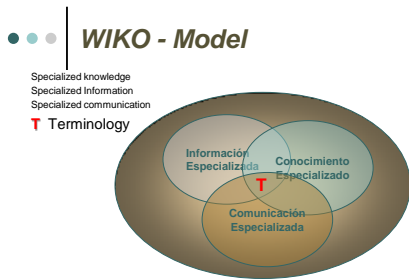 WIKO - Model
Specialized knowledge
Specialized Information
Specialized communication
T Terminology
Información
Especializada
Conocimiento
Especializado
T
Comunicación
Especializada